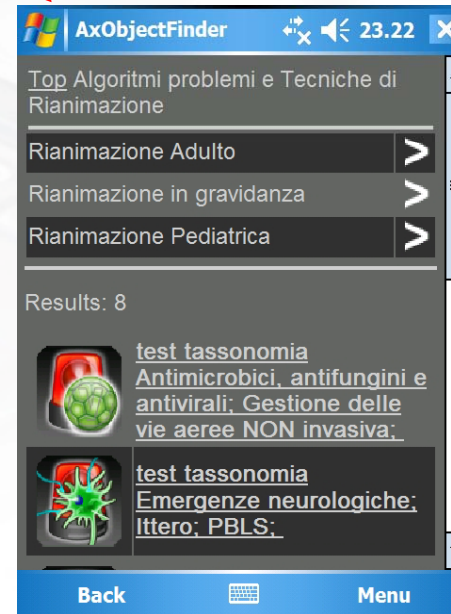 AxObjectFinder 23.22
Top Algoritmi problemi e Tecniche di
Rianimazione
Rianimazione Adulto >
Rianimazione in gravidanza >
Rianimazione Pediatrica >
Results: 8
test tassonomia
Antimicrobici, antifungini e
antivirali; Gestione delle
vie aeree NON invasiva;
test tassonomia
Emergenze neurologiche;
Ittero; PBLS;
Back Menu